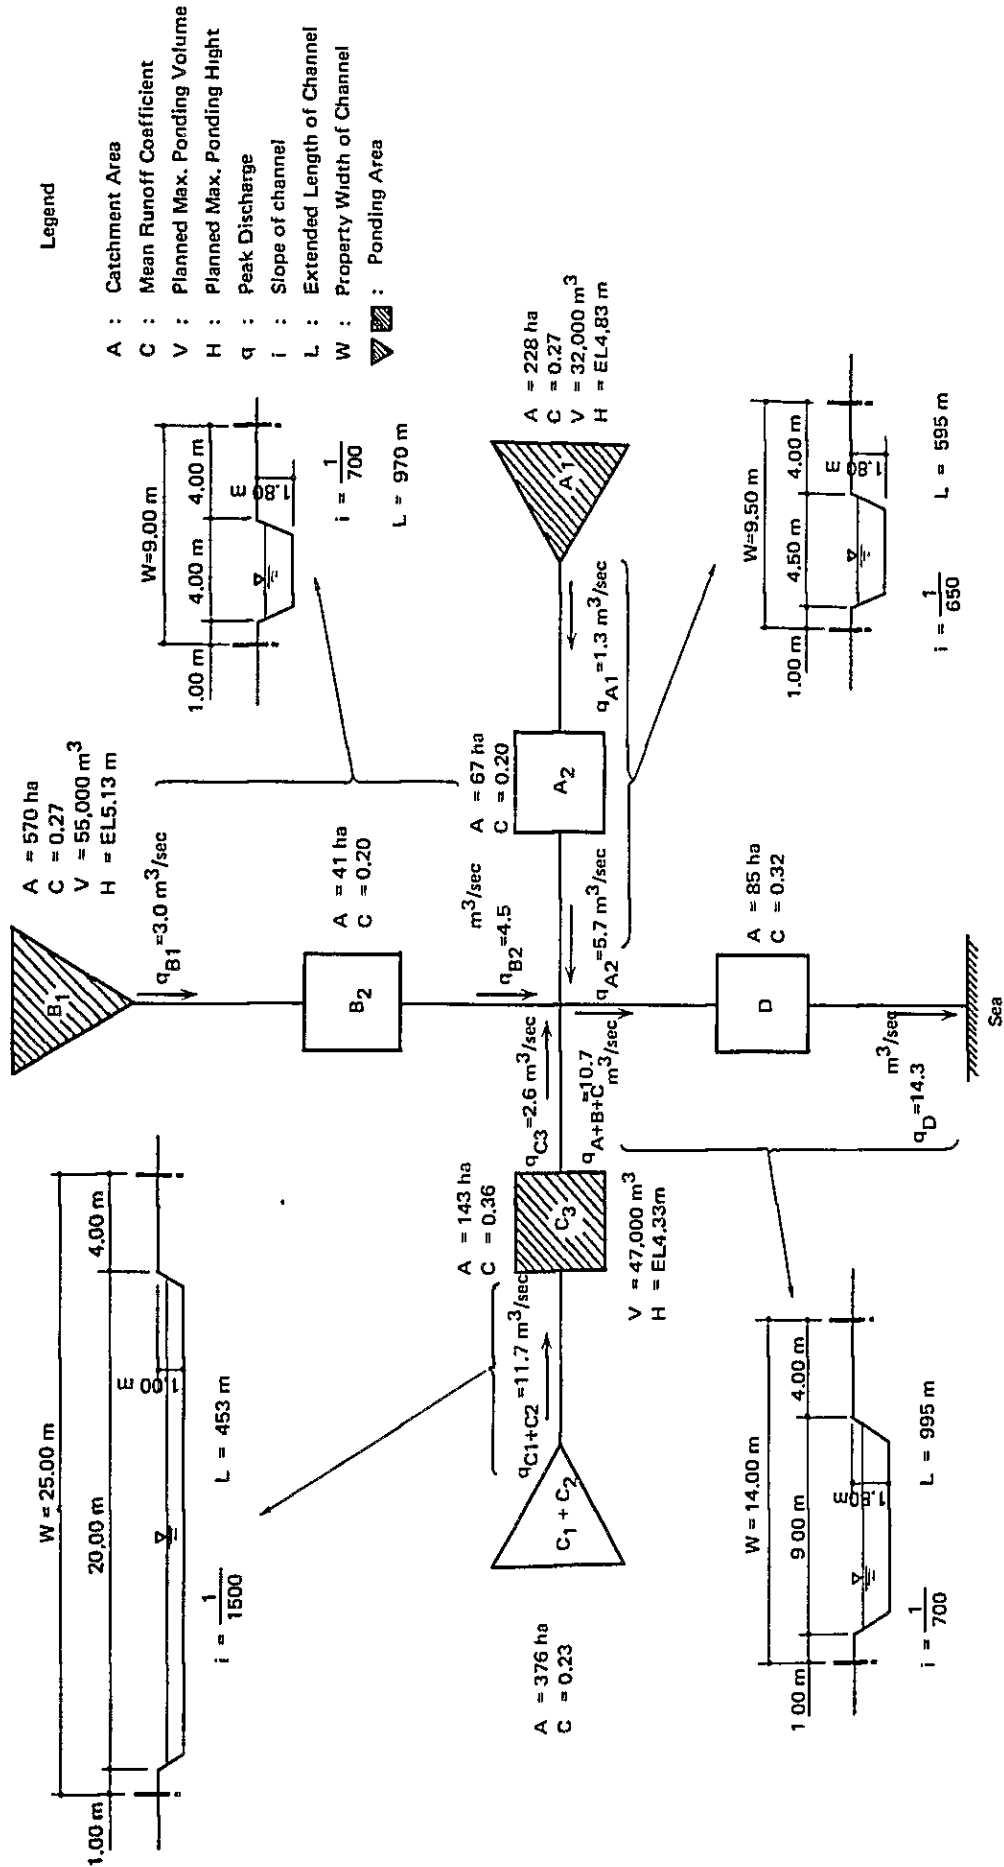 W = 25.00 m
1.00 m
20,00 m
4.00 m
1.00 m
i = 1/1500
L = 453 m
A = 570 ha
C = 0.27
V = 55,000 m³
H = EL5.13 m
B1
qB1=3.0 m³/sec
A = 41 ha
C = 0.20
B2
m³/sec
qB2=4.5
W=9.00 m
1.00 m
4.00 m
4.00 m
1.80 m
i = 1/700
L = 970 m
Legend
A : Catchment Area
C : Mean Runoff Coefficient
V : Planned Max. Ponding Volume
H : Planned Max. Ponding Hight
q : Peak Discharge
i : Slope of channel
L : Extended Length of Channel
W : Property Width of Channel
: Ponding Area
A = 376 ha
C = 0.23
C1 + C2
qC1+C2 =11.7 m³/sec
A = 143 ha
C = 0.36
C3
V = 47,000 m³
H = EL4.33m
qC3=2.6 m³/sec
qA+B+C=10.7
m³/sec
qA2=5.7 m³/sec
A = 67 ha
C = 0.20
A2
qA1=1.3 m³/sec
A1
A = 228 ha
C = 0.27
V = 32,000 m³
H = EL4,83 m
W = 14.00 m
1 00 m
9 00 m
4.00 m
1.80m
i = 1/700
L = 995 m
D
A = 85 ha
C = 0.32
m³/sec
qD=14.3
Sea
W=9.50 m
1.00 m
4.50 m
4.00 m
1.80 m
i = 1/650
L = 595 m